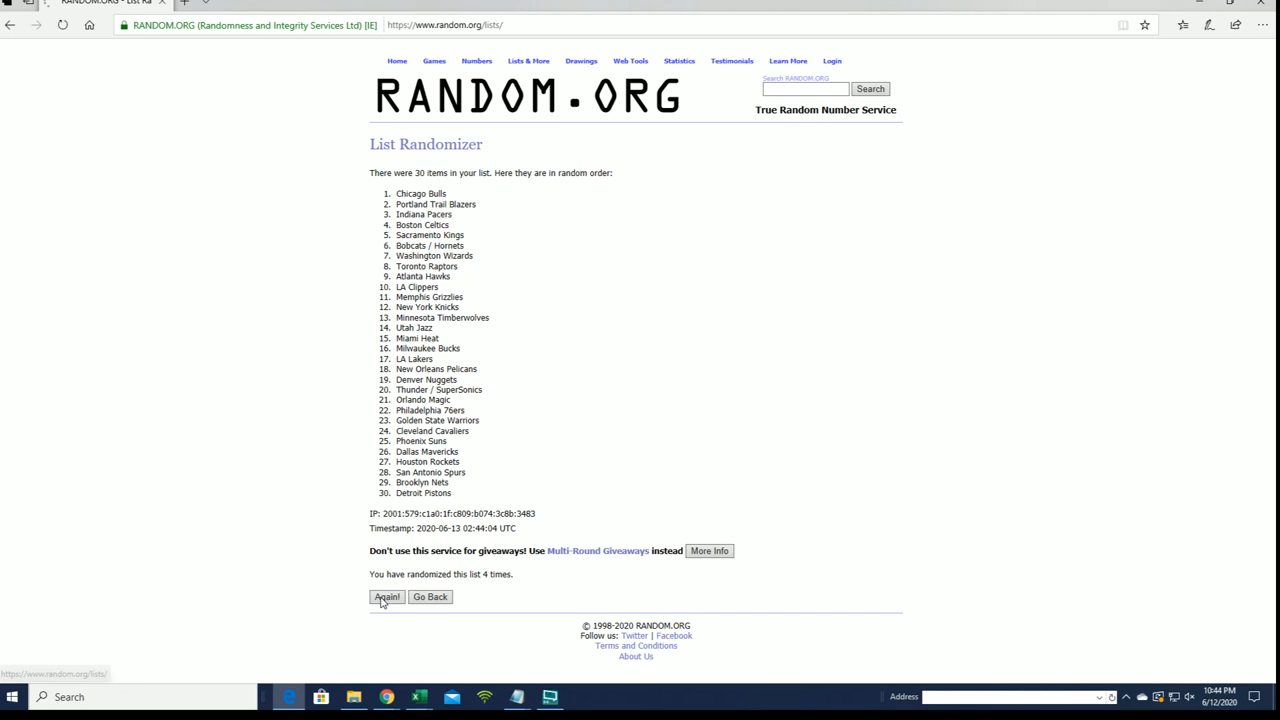 RANDOM.ORG - List Ra
RANDOM.ORG (Randomness and Integrity Services Ltd) [IE] https://www.random.org/lists/
Home Games Numbers Lists & More Drawings Web Tools Statistics Testimonials Learn More Login
RANDOM.ORG
Search RANDOM.ORG
Search
True Random Number Service
List Randomizer
There were 30 items in your list. Here they are in random order:
1. Chicago Bulls
2. Portland Trail Blazers
3. Indiana Pacers
4. Boston Celtics
5. Sacramento Kings
6. Bobcats / Hornets
7. Washington Wizards
8. Toronto Raptors
9. Atlanta Hawks
10. LA Clippers
11. Memphis Grizzlies
12. New York Knicks
13. Minnesota Timberwolves
14. Utah Jazz
15. Miami Heat
16. Milwaukee Bucks
17. LA Lakers
18. New Orleans Pelicans
19. Denver Nuggets
20. Thunder / SuperSonics
21. Orlando Magic
22. Philadelphia 76ers
23. Golden State Warriors
24. Cleveland Cavaliers
25. Phoenix Suns
26. Dallas Mavericks
27. Houston Rockets
28. San Antonio Spurs
29. Brooklyn Nets
30. Detroit Pistons
IP: 2001:579:c1a0:1f:c809:b074:3c8b:3483
Timestamp: 2020-06-13 02:44:04 UTC
Don't use this service for giveaways! Use Multi-Round Giveaways instead More Info
You have randomized this list 4 times.
Again! Go Back
© 1998-2020 RANDOM.ORG
Follow us: Twitter | Facebook
Terms and Conditions
About Us
https://www.random.org/lists/
Search
Address
10:44 PM
6/12/2020